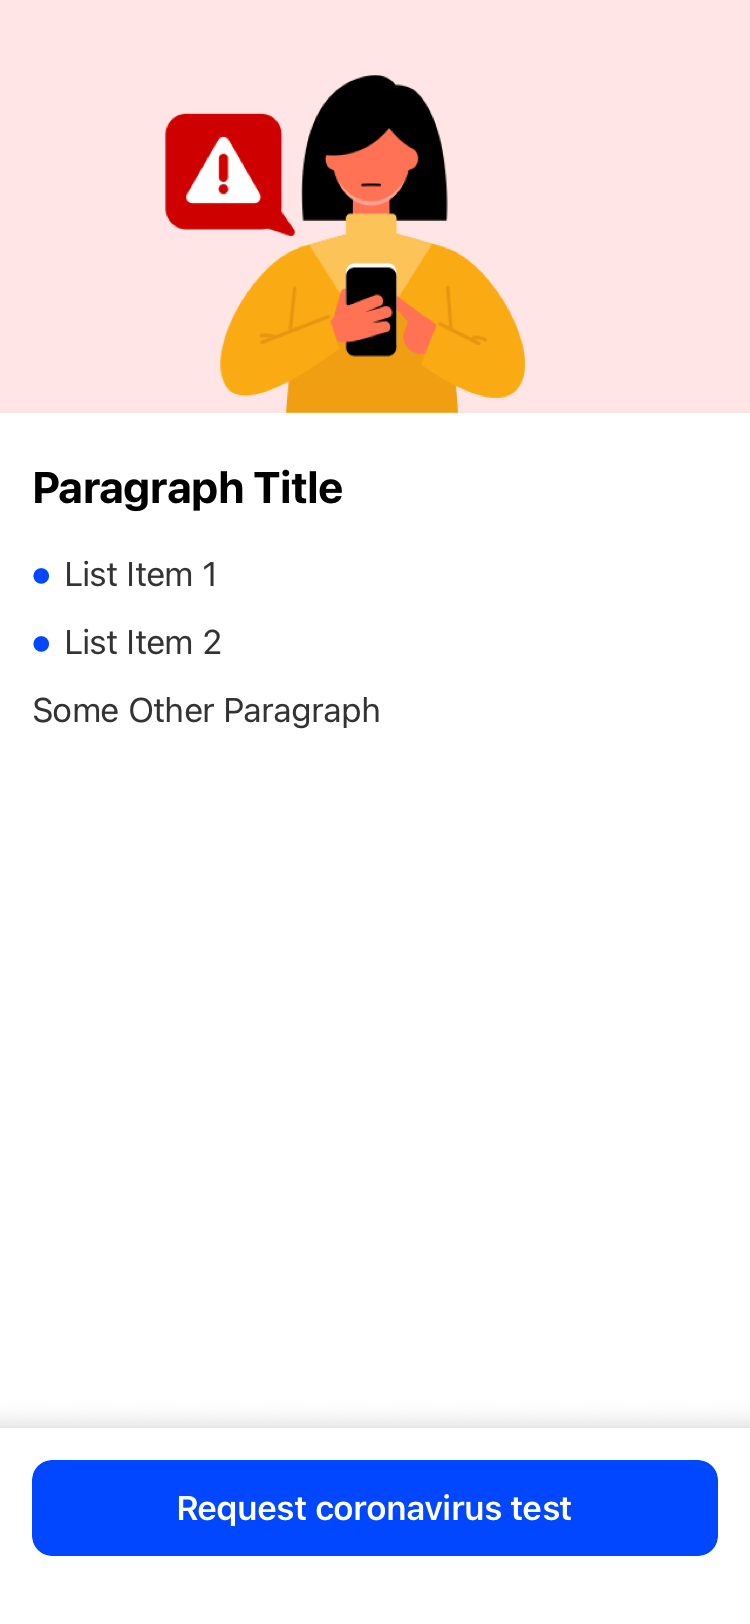 Paragraph Title
List Item 1
List Item 2
Some Other Paragraph
Request coronavirus test